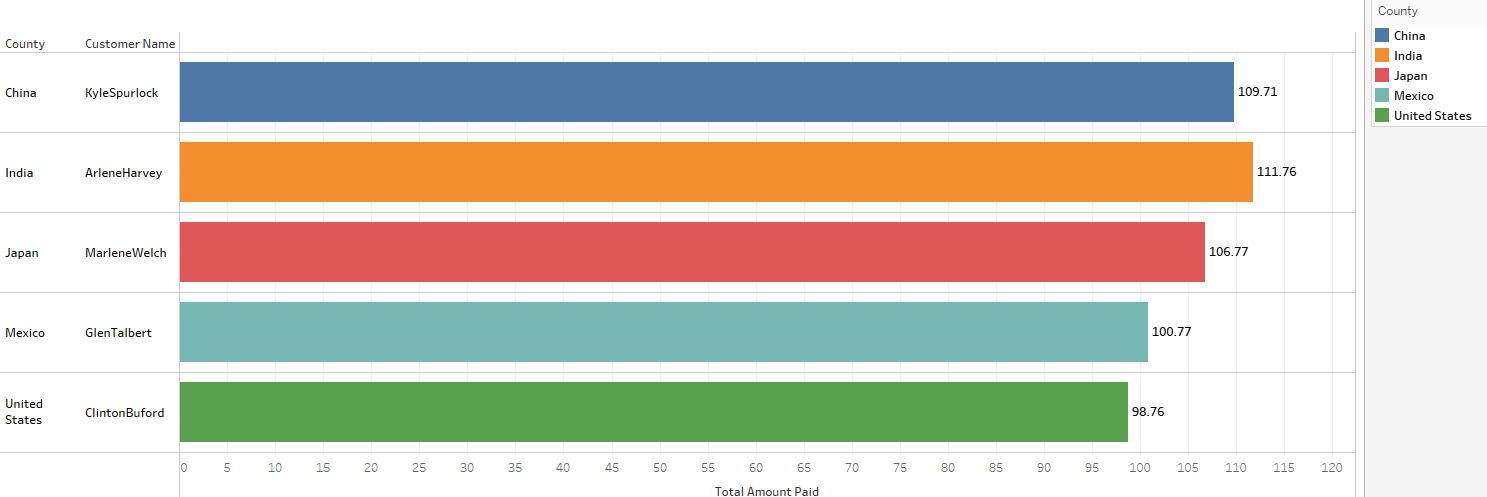 County Customer Name
China KyleSpurlock 109.71
India ArleneHarvey 111.76
Japan MarleneWelch 106.77
Mexico GlenTalbert 100.77
United
States ClintonBuford 98.76
0 5 10 15 20 25 30 35 40 45 50 55 60 65 70 75 80 85 90 95 100 105 110 115 120
Total Amount Paid
County
China
India
Japan
Mexico
United States